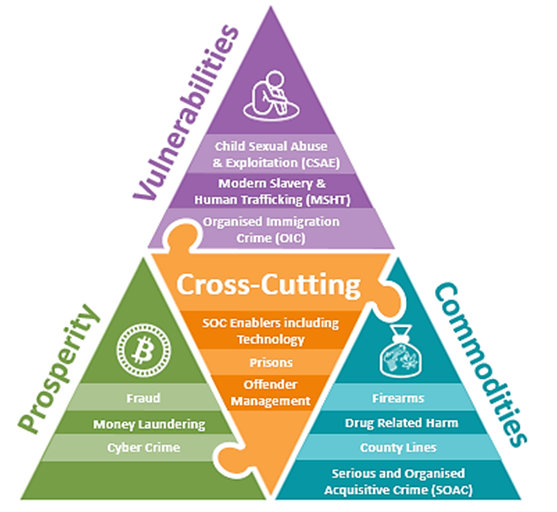 Vulnerabilities
Child Sexual Abuse
& Exploitation (CSAE)
Modern Slavery &
Human Trafficking (MSHT)
Organised Immigration
Crime (OIC)
Cross-Cutting
SOC Enablers including
Technology
Prisons
Offender
Management
Prosperity
Fraud
Money Laundering
Cyber Crime
Commodities
Firearms
Drug Related Harm
County Lines
Serious and Organised
Acquisitive Crime (SOAC)